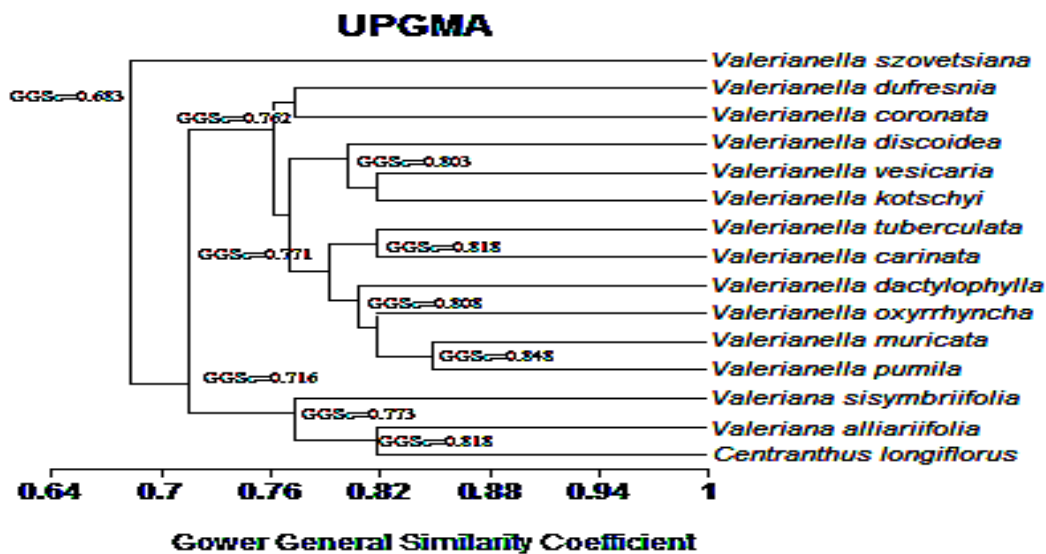 UPGMA
Valerianella szovetsiana
Valerianella dufresnia
GGSc=0.683
Valerianella coronata
GGSc=0.762
Valerianella discoidea
GGSc=0.803
Valerianella vesicaria
Valerianella kotschyi
Valerianella tuberculata
GGSc=0.818
GGSc=0.771
Valerianella carinata
Valerianella dactylophylla
GGSc=0.808
Valerianella oxyrrhyncha
Valerianella muricata
GGSc=0.848
Valerianella pumila
GGSc=0.716
Valeriana sisymbriifolia
GGSc=0.773
Valeriana alliariifolia
GGSc=0.818
Centranthus longiflorus
0.64 0.7 0.76 0.82 0.88 0.94 1
Gower General Similarity Coefficient